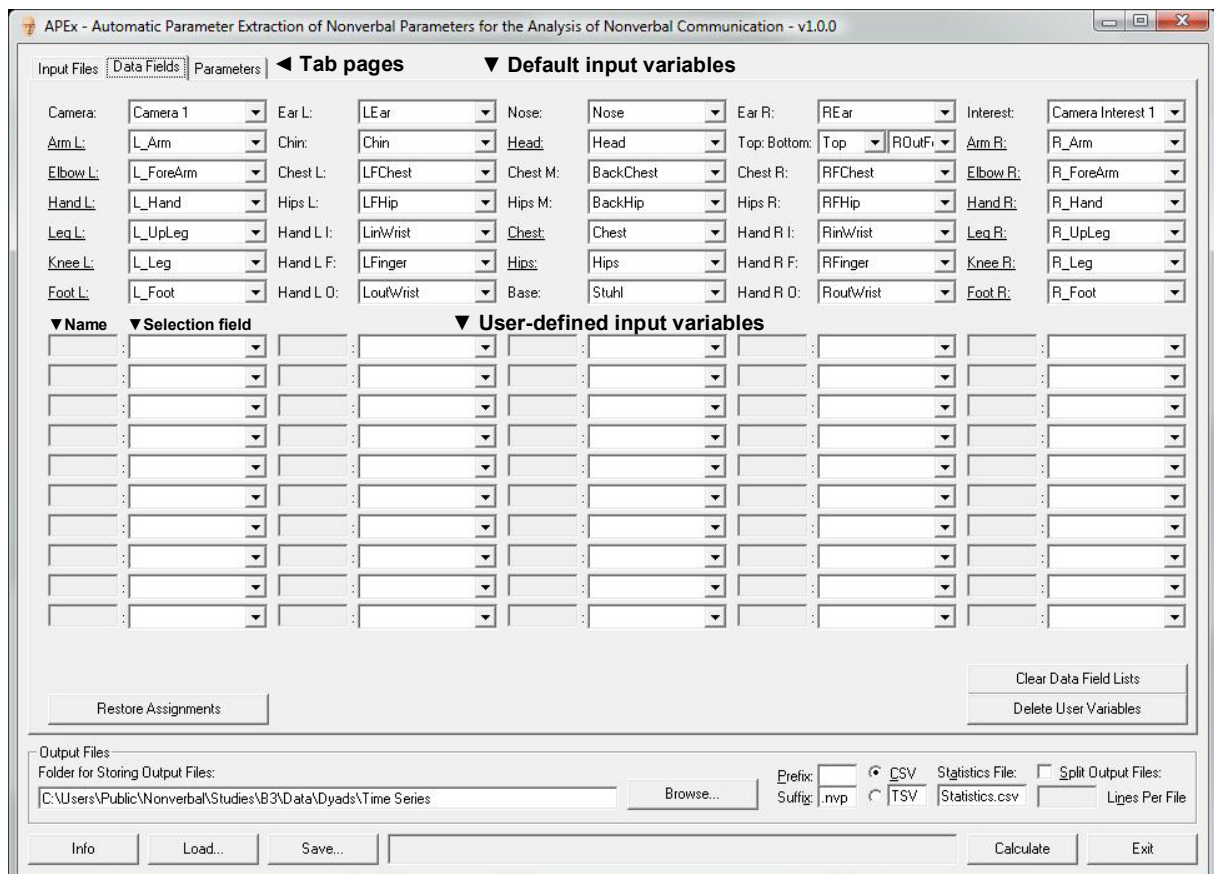 APEx - Automatic Parameter Extraction of Nonverbal Parameters for the Analysis of Nonverbal Communication - v1.0.0
Input Files Data Fields Parameters ◄ Tab pages ▼ Default input variables
Camera: Camera 1 Ear L: LEar Nose: Nose Ear R: REar Interest: Camera Interest 1
Arm L: L_Arm Chin: Chin Head: Head Top: Bottom: Top ROutFi Arm R: R_Arm
Elbow L: L_ForeArm Chest L: LFChest Chest M: BackChest Chest R: RFChest Elbow R: R_ForeArm
Hand L: L_Hand Hips L: LFHip Hips M: BackHip Hips R: RFHip Hand R: R_Hand
Leg L: L_UpLeg Hand L I: LinWrist Chest: Chest Hand R I: RinWrist Leg R: R_UpLeg
Knee L: L_Leg Hand L F: LFinger Hips: Hips Hand R F: RFinger Knee R: R_Leg
Foot L: L_Foot Hand L O: LoutWrist Base: Stuhl Hand R O: RoutWrist Foot R: R_Foot
▼Name ▼Selection field ▼ User-defined input variables
: : : : :
: : : : :
: : : : :
: : : : :
: : : : :
: : : : :
: : : : :
: : : : :
: : : : :
: : : : :
Clear Data Field Lists
Restore Assignments Delete User Variables
Output Files
Folder for Storing Output Files: Prefix: CSV Statistics File: Split Output Files:
C:\Users\Public\Nonverbal\Studies\B3\Data\Dyads\Time Series Browse... Suffix: .nvp TSV Statistics.csv Lines Per File
Info Load... Save... Calculate Exit